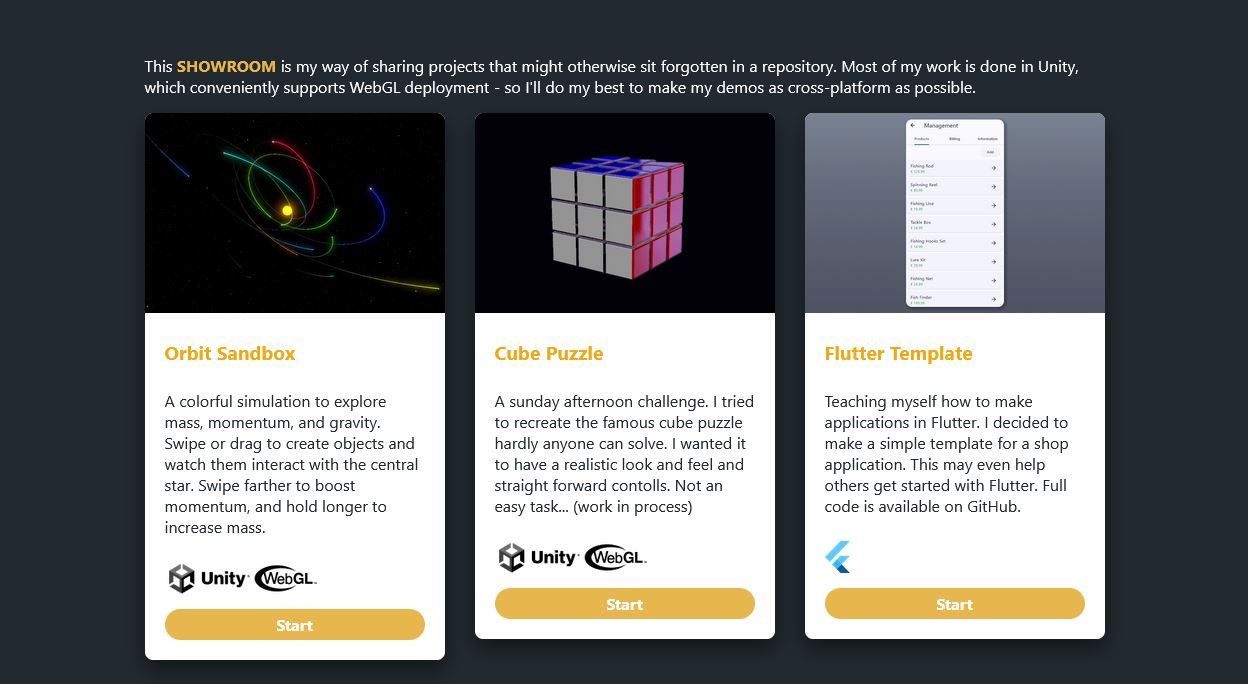 This SHOWROOM is my way of sharing projects that might otherwise sit forgotten in a repository. Most of my work is done in Unity,
which conveniently supports WebGL deployment - so I'll do my best to make my demos as cross-platform as possible.
Orbit Sandbox
A colorful simulation to explore
mass, momentum, and gravity.
Swipe or drag to create objects and
watch them interact with the central
star. Swipe farther to boost
momentum, and hold longer to
increase mass.
Unity WebGL
Start
Cube Puzzle
A sunday afternoon challenge. I tried
to recreate the famous cube puzzle
hardly anyone can solve. I wanted it
to have a realistic look and feel and
straight forward contolls. Not an
easy task... (work in process)
Unity WebGL
Start
Management
Products Billing Information
Add
Fishing Rod
Spinning Reel
Fishing Line
Tackle Box
Fishing Hooks Set
Lure Kit
Fishing Net
Fish Finder
Flutter Template
Teaching myself how to make
applications in Flutter. I decided to
make a simple template for a shop
application. This may even help
others get started with Flutter. Full
code is available on GitHub.
Start